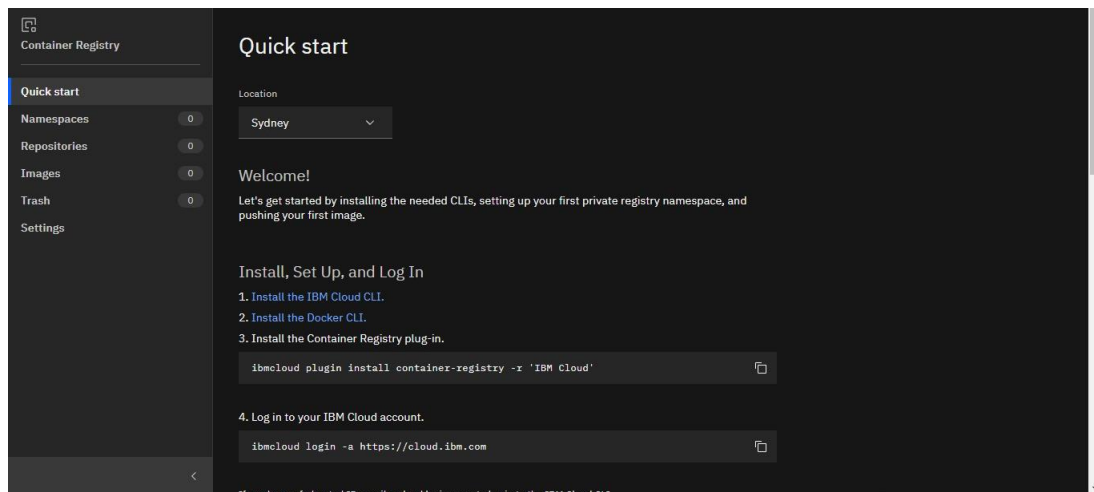 Container Registry
Quick start
Namespaces 0
Repositories 0
Images 0
Trash 0
Settings
Quick start
Location
Sydney
Welcome!
Let's get started by installing the needed CLIs, setting up your first private registry namespace, and
pushing your first image.
Install, Set Up, and Log In
1. Install the IBM Cloud CLI.
2. Install the Docker CLI.
3. Install the Container Registry plug-in.
ibmcloud plugin install container-registry -r 'IBM Cloud'
4. Log in to your IBM Cloud account.
ibmcloud login -a https://cloud.ibm.com